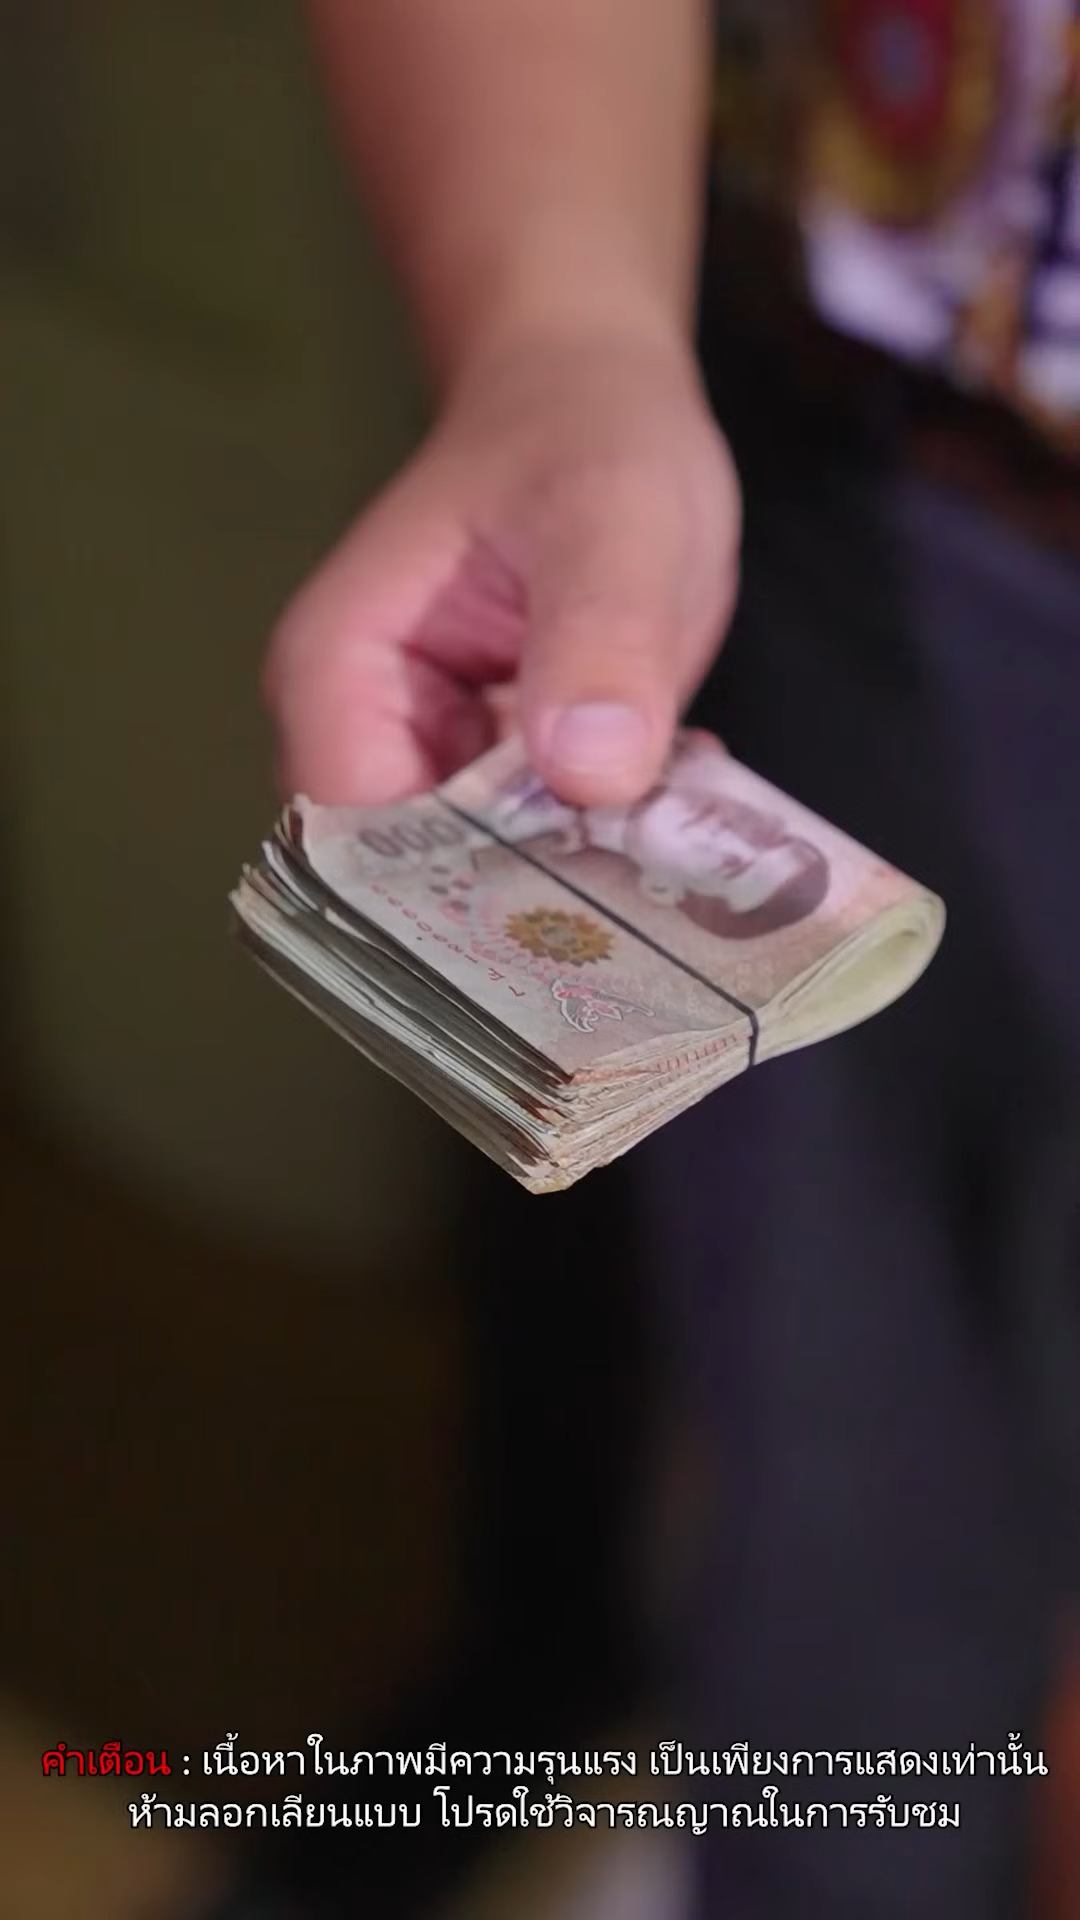 000
คำเตือน : เนื้อหาในภาพมีความรุนแรง เป็นเพียงการแสดงเท่านั้น
ห้ามลอกเลียนแบบ โปรดใช้วิจารณญาณในการรับชม